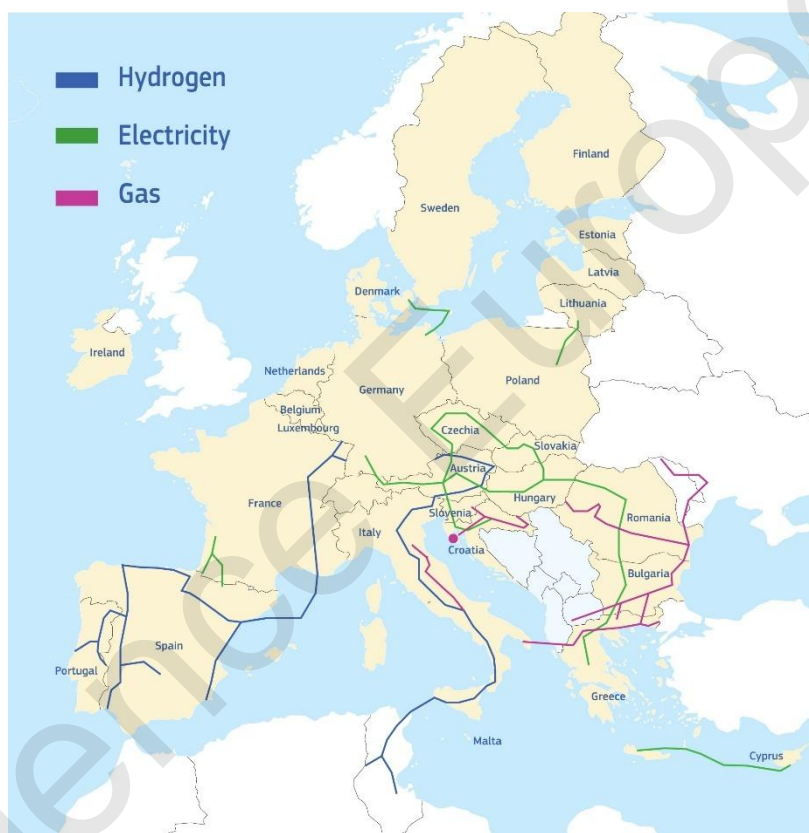 Hydrogen
Electricity
Gas
Finland
Sweden
Estonia
Latvia
Denmark
Lithuania
Ireland
Netherlands
Germany
Poland
Belgium
Luxembourg
Czechia
Slovakia
Austria
France
Hungary
Slovenia
Romania
Italy
Croatia
Bulgaria
Spain
Portugal
Greece
Malta
Cyprus